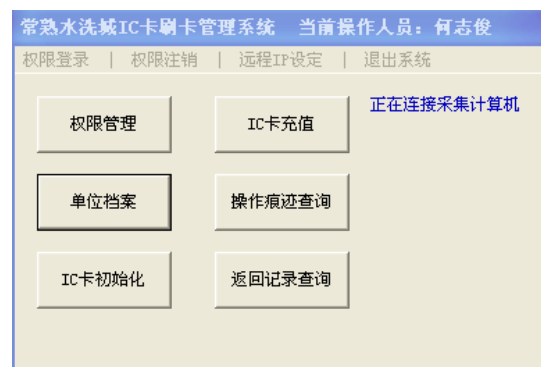 常熟水洗城IC卡刷卡管理系统 当前操作人员：何志俊
权限登录 | 权限注销 | 远程IP设定 | 退出系统
权限管理 IC卡充值 正在连接采集计算机
单位档案 操作痕迹查询
IC卡初始化 返回记录查询